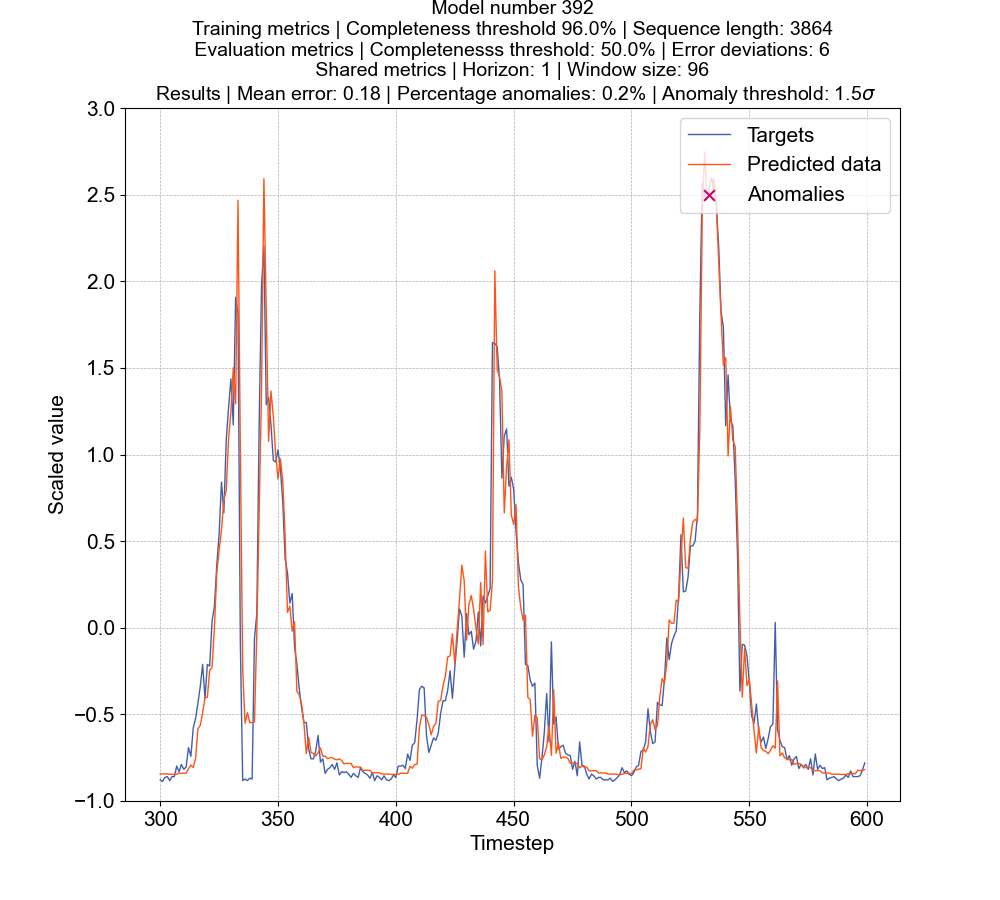 Model number 392
Training metrics | Completeness threshold 96.0% | Sequence length: 3864
Evaluation metrics | Completenesss threshold: 50.0% | Error deviations: 6
Shared metrics | Horizon: 1 | Window size: 96
Results | Mean error: 0.18 | Percentage anomalies: 0.2% | Anomaly threshold: 1.5σ
3.0
2.5
2.0
1.5
1.0
0.5
0.0
−0.5
−1.0
Scaled value
Targets
Predicted data
Anomalies
300 350 400 450 500 550 600
Timestep